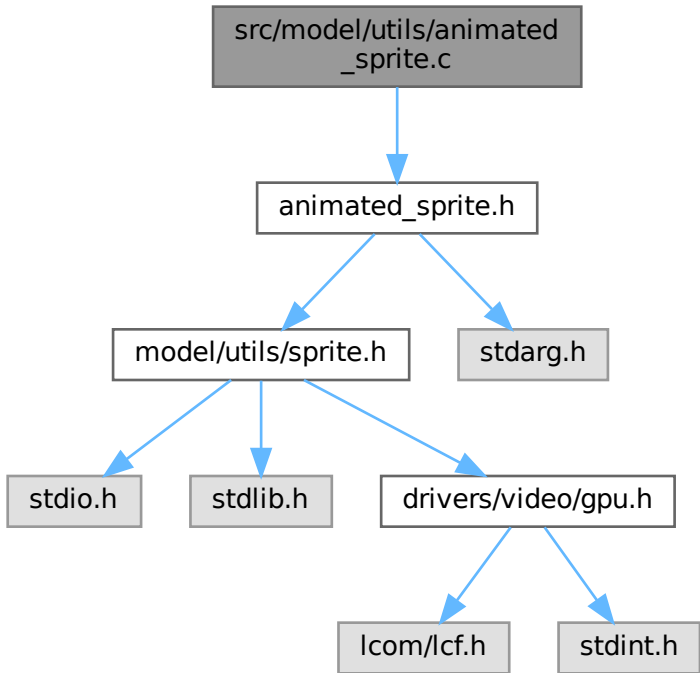 src/model/utils/animated
_sprite.c
animated_sprite.h
model/utils/sprite.h
stdarg.h
stdio.h
stdlib.h
drivers/video/gpu.h
lcom/lcf.h
stdint.h